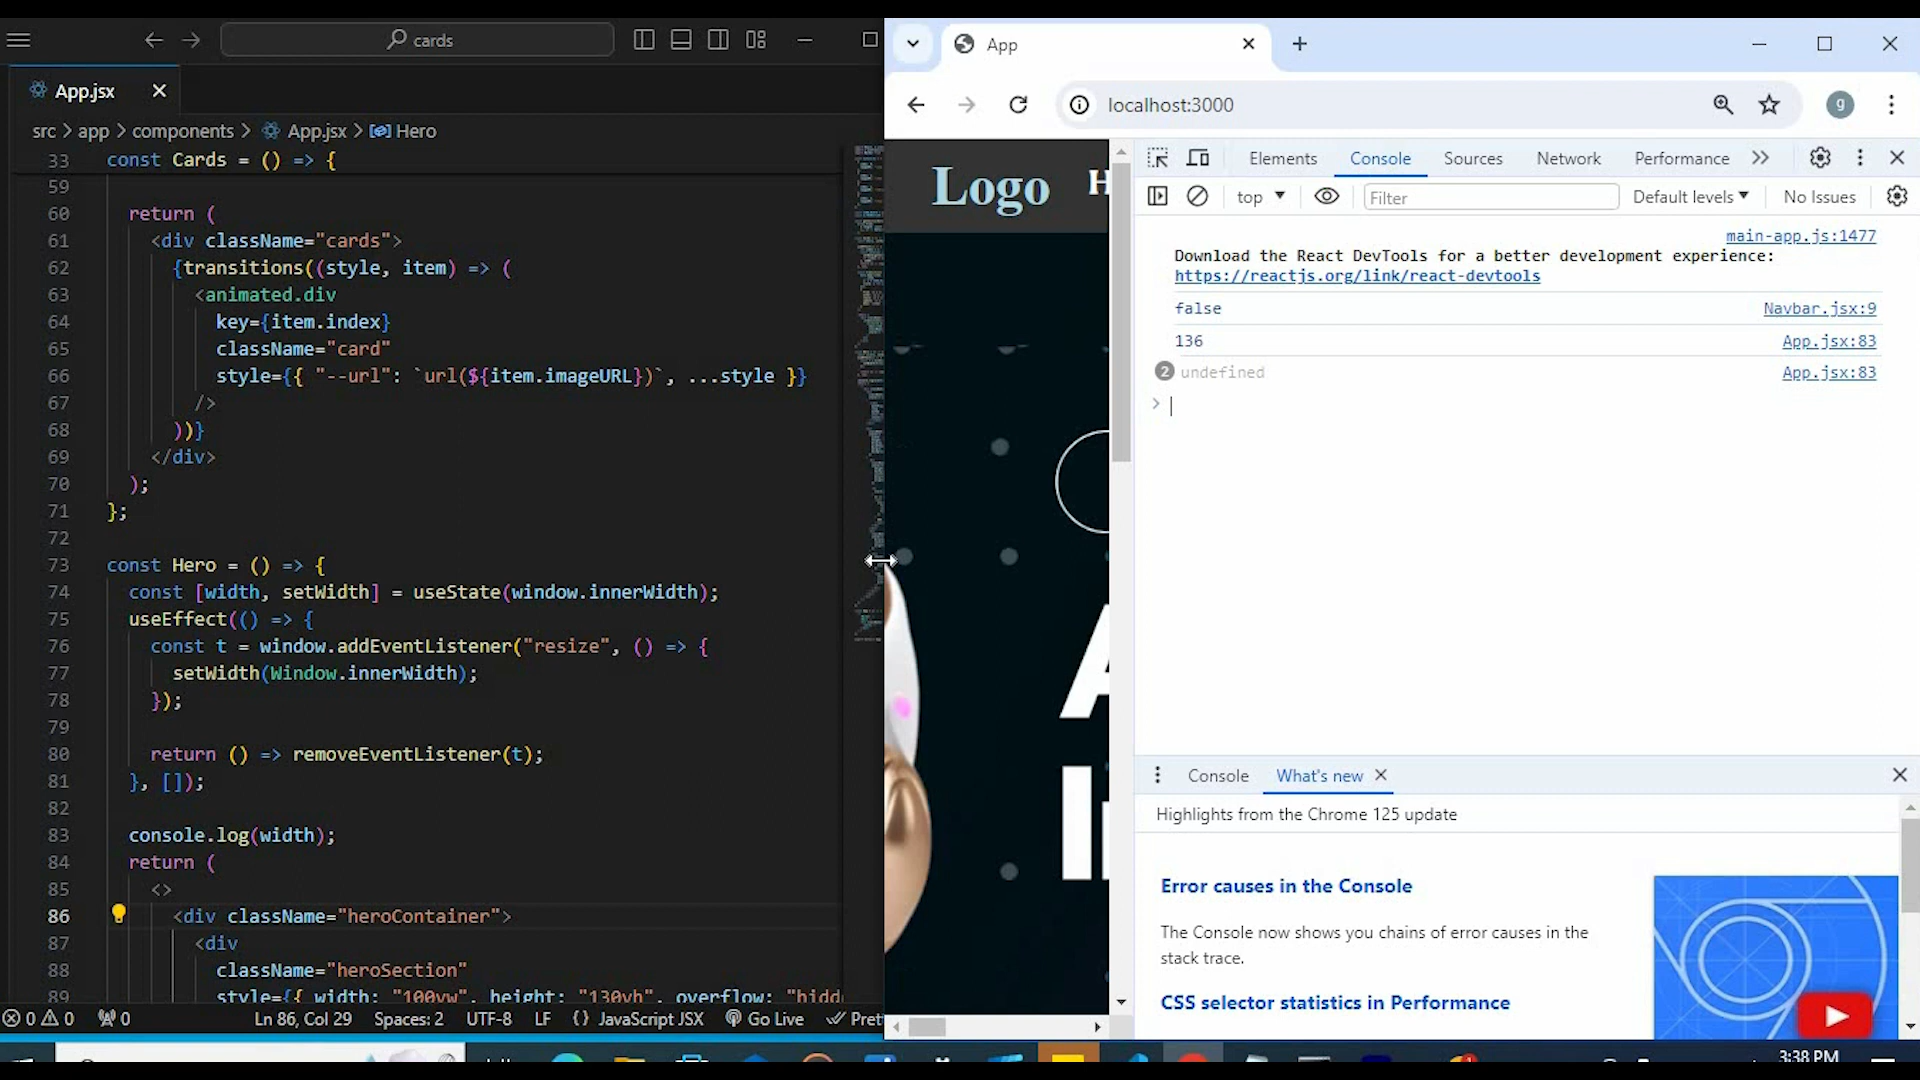 cards
App.jsx
src > app > components > App.jsx > Hero
33 const Cards = () => {
59
60 return (
61 <div className="cards">
62 {transitions((style, item) => (
63 <animated.div
64 key={item.index}
65 className="card"
66 style={{ "--url": `url(${item.imageURL})`, ...style }}
67 />
68 ))}
69 </div>
70 );
71 };
72
73 const Hero = () => {
74 const [width, setWidth] = useState(window.innerWidth);
75 useEffect(() => {
76 const t = window.addEventListener("resize", () => {
77 setWidth(Window.innerWidth);
78 });
79
80 return () => removeEventListener(t);
81 }, []);
82
83 console.log(width);
84 return (
85 <>
86 <div className="heroContainer">
87 <div
88 className="heroSection"
89 style={{ width: "100vw", height: "130vh", overflow: "hidd
0 0 0 Ln 86, Col 29 Spaces: 2 UTF-8 LF {} JavaScript JSX Go Live Prett
App
localhost:3000
Logo H
A
I
Elements Console Sources Network Performance
top Filter Default levels No Issues
main-app.js:1477
Download the React DevTools for a better development experience:
https://reactjs.org/link/react-devtools
false Navbar.jsx:9
136 App.jsx:83
2 undefined App.jsx:83
>
Console What's new
Highlights from the Chrome 125 update
Error causes in the Console
The Console now shows you chains of error causes in the
stack trace.
CSS selector statistics in Performance
g
3:38 PM